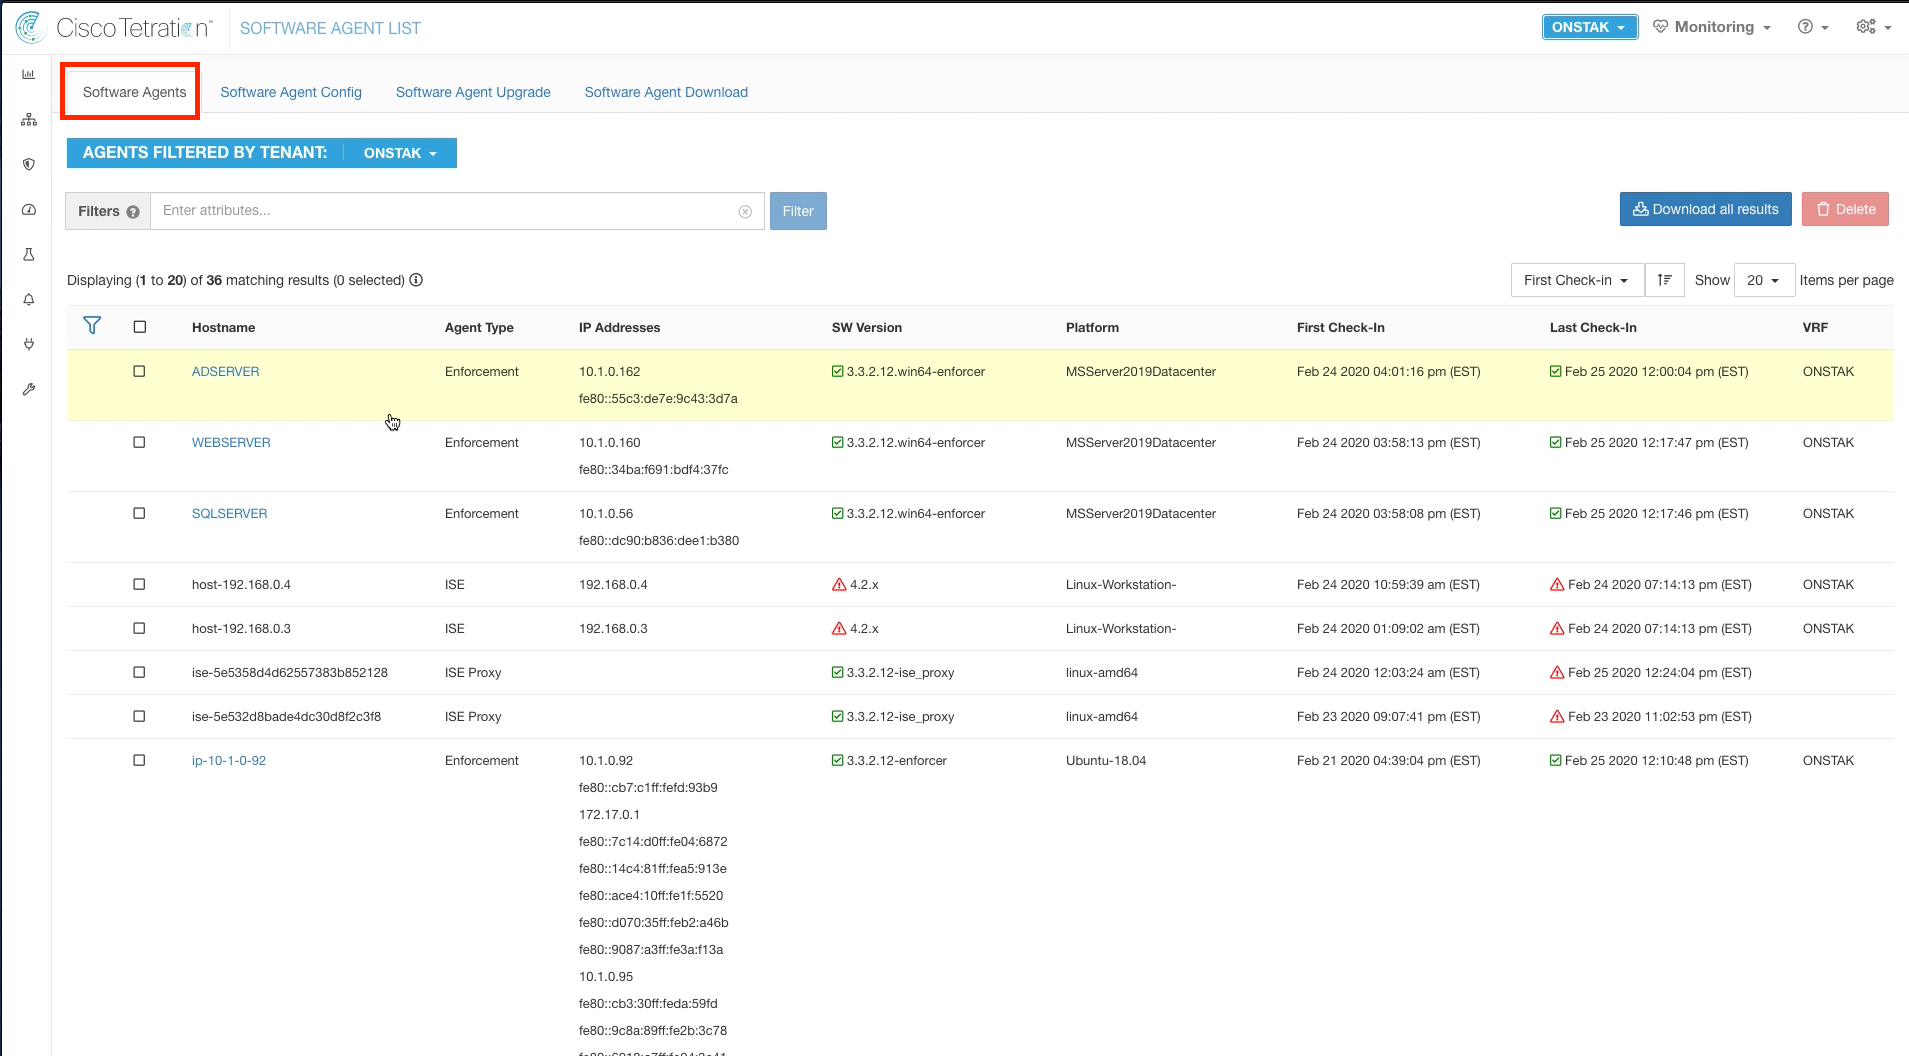 Cisco Tetration™ SOFTWARE AGENT LIST ONSTAK Monitoring
Software Agents Software Agent Config Software Agent Upgrade Software Agent Download
AGENTS FILTERED BY TENANT: ONSTAK
Filters Enter attributes... Filter Download all results Delete
Displaying (1 to 20) of 36 matching results (0 selected) First Check-in Show 20 Items per page
Hostname Agent Type IP Addresses SW Version Platform First Check-In Last Check-In VRF
ADSERVER Enforcement 10.1.0.162 3.3.2.12.win64-enforcer MSServer2019Datacenter Feb 24 2020 04:01:16 pm (EST) Feb 25 2020 12:00:04 pm (EST) ONSTAK
fe80::55c3:de7e:9c43:3d7a
WEBSERVER Enforcement 10.1.0.160 3.3.2.12.win64-enforcer MSServer2019Datacenter Feb 24 2020 03:58:13 pm (EST) Feb 25 2020 12:17:47 pm (EST) ONSTAK
fe80::34ba:f691:bdf4:37fc
SQLSERVER Enforcement 10.1.0.56 3.3.2.12.win64-enforcer MSServer2019Datacenter Feb 24 2020 03:58:08 pm (EST) Feb 25 2020 12:17:46 pm (EST) ONSTAK
fe80::dc90:b836:dee1:b380
host-192.168.0.4 ISE 192.168.0.4 4.2.x Linux-Workstation- Feb 24 2020 10:59:39 am (EST) Feb 24 2020 07:14:13 pm (EST) ONSTAK
host-192.168.0.3 ISE 192.168.0.3 4.2.x Linux-Workstation- Feb 24 2020 01:09:02 am (EST) Feb 24 2020 07:14:13 pm (EST) ONSTAK
ise-5e5358d4d62557383b852128 ISE Proxy 3.3.2.12-ise_proxy linux-amd64 Feb 24 2020 12:03:24 am (EST) Feb 25 2020 12:24:04 pm (EST)
ise-5e532d8bade4dc30d8f2c3f8 ISE Proxy 3.3.2.12-ise_proxy linux-amd64 Feb 23 2020 09:07:41 pm (EST) Feb 23 2020 11:02:53 pm (EST)
ip-10-1-0-92 Enforcement 10.1.0.92 3.3.2.12-enforcer Ubuntu-18.04 Feb 21 2020 04:39:04 pm (EST) Feb 25 2020 12:10:48 pm (EST) ONSTAK
fe80::cb7:c1ff:fefd:93b9
172.17.0.1
fe80::7c14:d0ff:fe04:6872
fe80::14c4:81ff:fea5:913e
fe80::ace4:10ff:fe1f:5520
fe80::d070:35ff:feb2:a46b
fe80::9087:a3ff:fe3a:f13a
10.1.0.95
fe80::cb3:30ff:feda:59fd
fe80::9c8a:89ff:fe2b:3c78